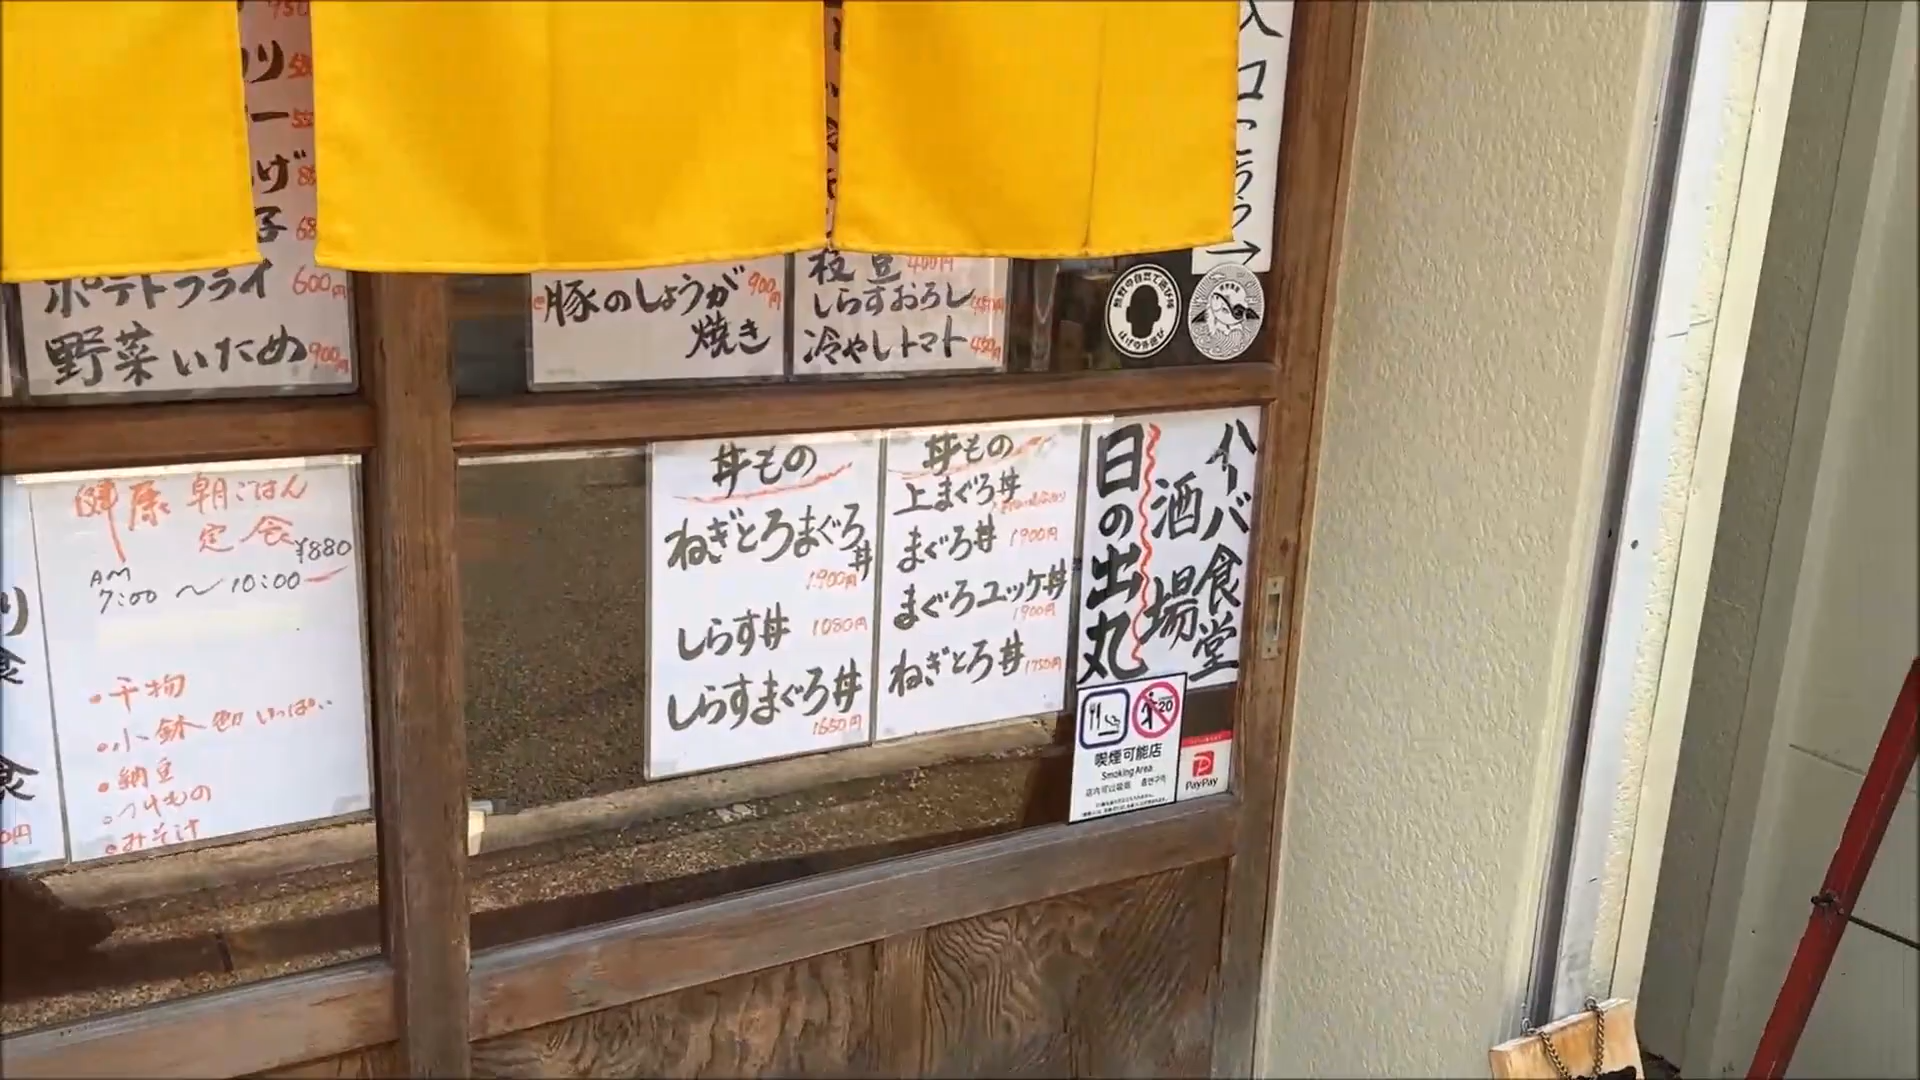 ポテトフライ 600円
野菜いため 900円
豚のしょうが 900円
焼き
枝豆 400円
しらすおろし
冷やしトマト 450円
入口こちら→
健康朝ごはん
定食 ¥880
AM
7:00 〜 10:00
・干物
・小鉢
・納豆
・つけもの
・みそ汁
丼もの
ねぎとろまぐろ
丼
1,900円
しらす丼 1080円
しらすまぐろ丼
1650円
丼もの
上まぐろ丼
まぐろ丼 1900円
まぐろユッケ丼
1900円
ねぎとろ丼 1750円
ハーバー食堂
酒場
日の出丸
20
喫煙可能店
Smoking Area
PayPay